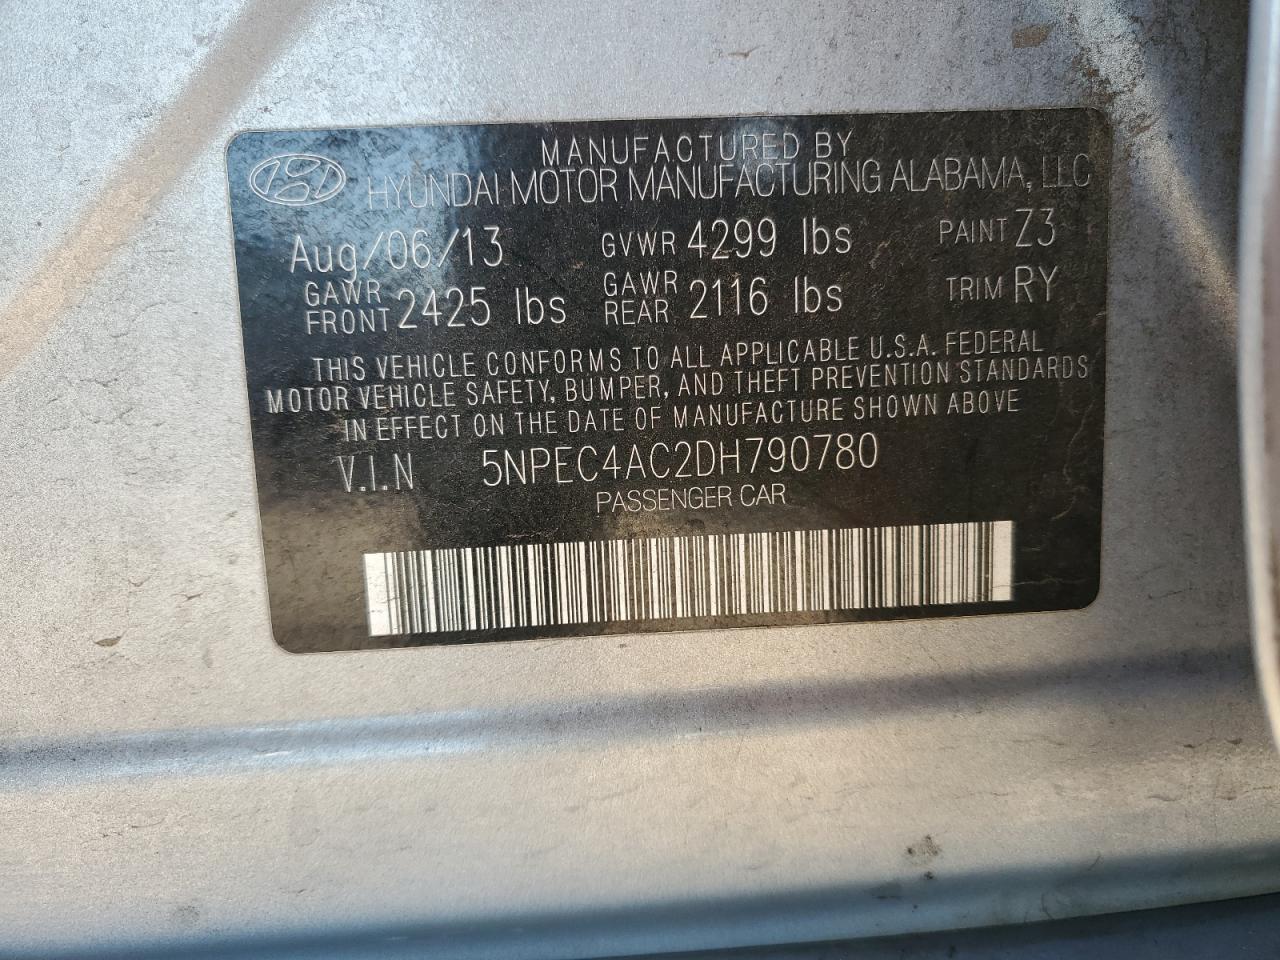 MANUFACTURED BY
HYUNDAI MOTOR MANUFACTURING ALABAMA, LLC
Aug/06/13 GVWR 4299 lbs PAINT Z3
GAWR FRONT 2425 lbs GAWR REAR 2116 lbs TRIM RY
THIS VEHICLE CONFORMS TO ALL APPLICABLE U.S.A. FEDERAL
MOTOR VEHICLE SAFETY, BUMPER, AND THEFT PREVENTION STANDARDS
IN EFFECT ON THE DATE OF MANUFACTURE SHOWN ABOVE
V.I.N 5NPEC4AC2DH790780
PASSENGER CAR